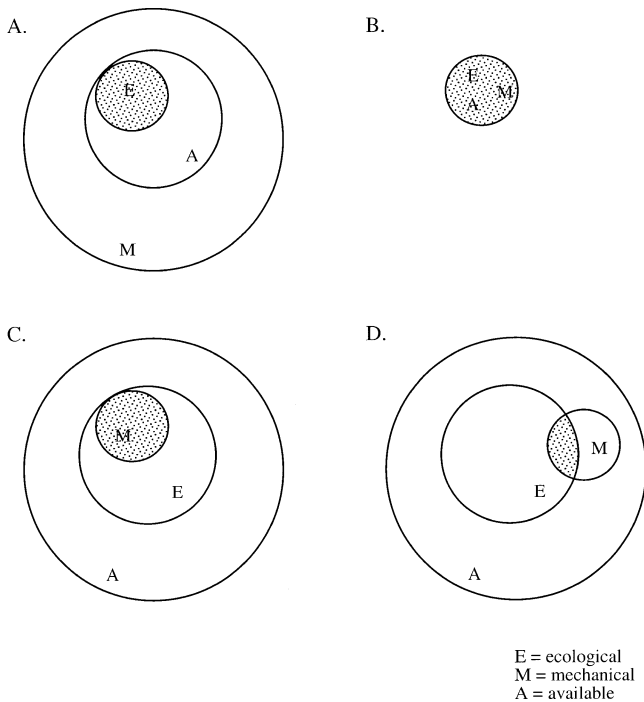 A.
B.
E
A
M
E
M
A
M
C.
D.
M
E
A
M
E
A
E = ecological
M = mechanical
A = available